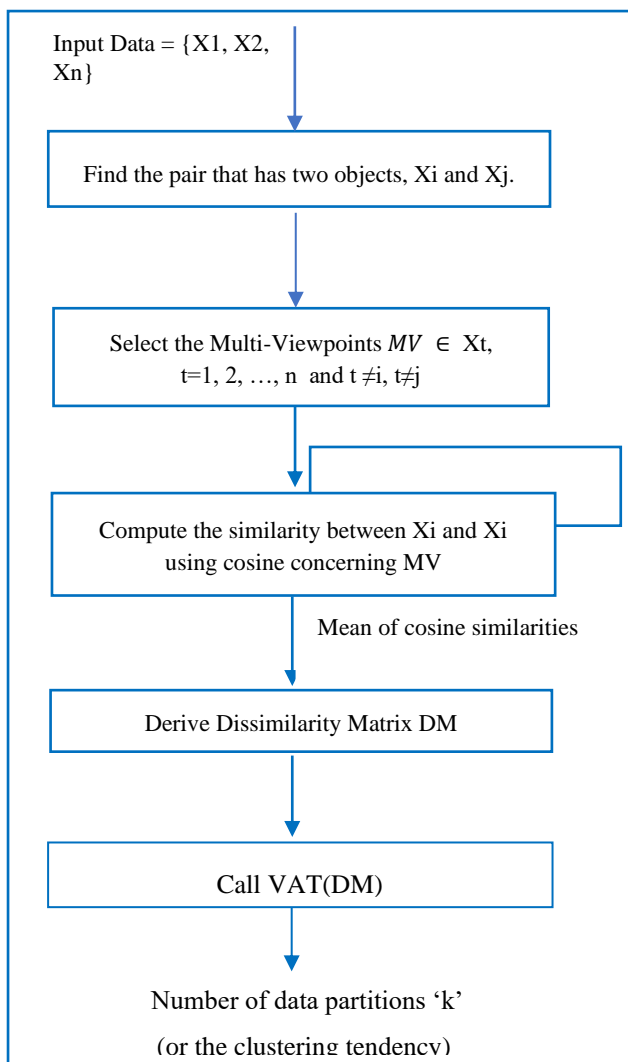 Input Data = {X1, X2,
Xn}
Find the pair that has two objects, Xi and Xj.
Select the Multi-Viewpoints 𝑀𝑉 ∈ Xt,
t=1, 2, …, n and t ≠i, t≠j
Compute the similarity between Xi and Xi
using cosine concerning MV
Mean of cosine similarities
Derive Dissimilarity Matrix DM
Call VAT(DM)
Number of data partitions ‘k’
(or the clustering tendency)